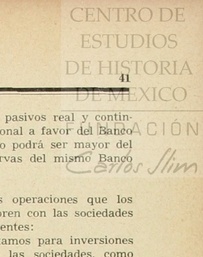 CENTRO DE
ESTUDIOS
DE HISTORIA
41
DE MÉXICO
pasivos real y contin-
onal a favor del Banco
FUNDACIÓN
o podrá ser mayor del
rvas del mismo Banco
Carlos Slim
s operaciones que los
oren con las sociedades
entes:
tamos para inversiones
las sociedades, como